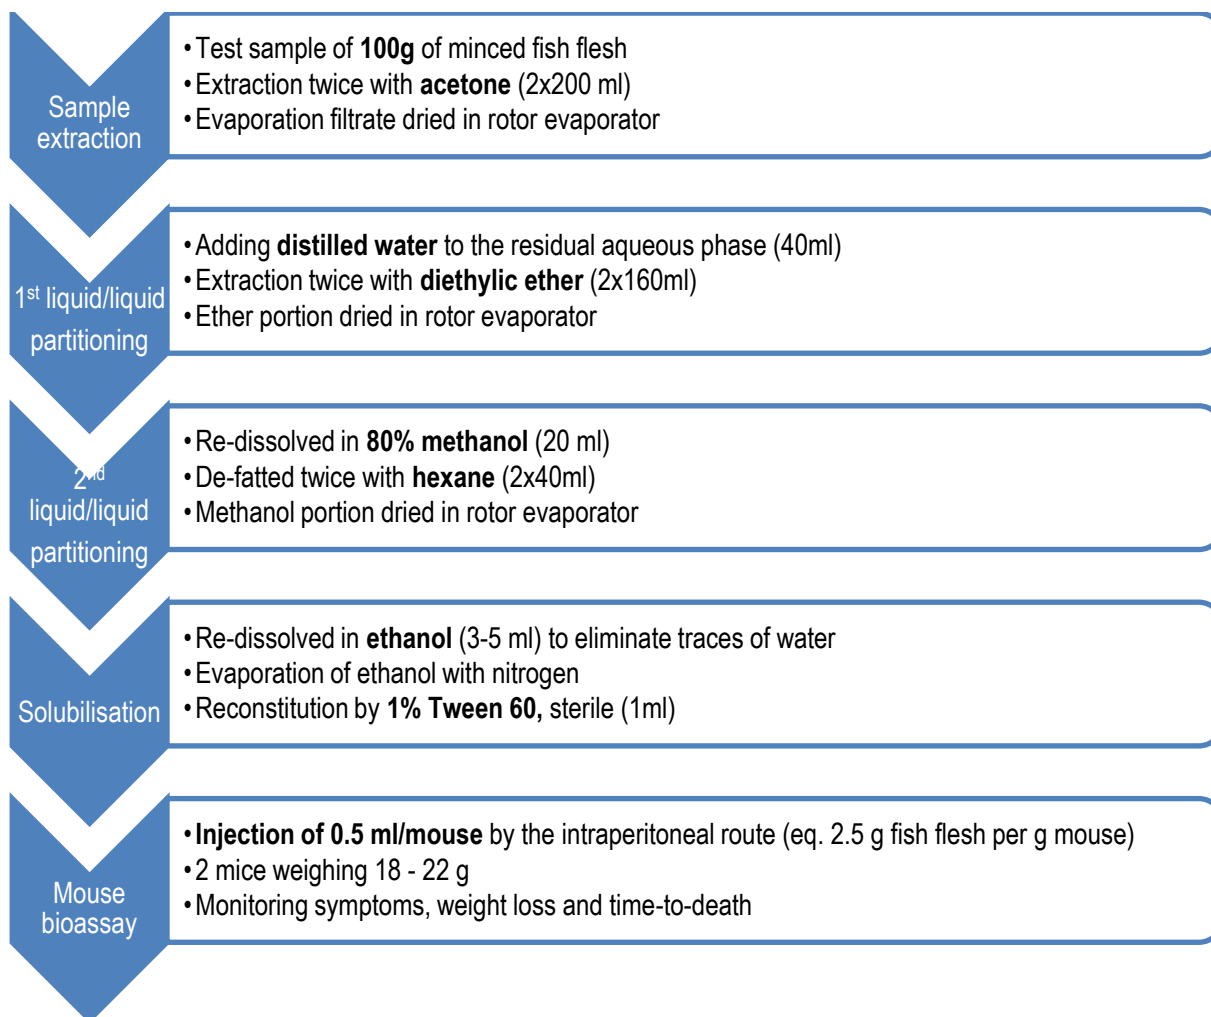 Sample
extraction
•Test sample of 100g of minced fish flesh
•Extraction twice with acetone (2x200 ml)
•Evaporation filtrate dried in rotor evaporator
1st liquid/liquid
partitioning
•Adding distilled water to the residual aqueous phase (40ml)
•Extraction twice with diethylic ether (2x160ml)
•Ether portion dried in rotor evaporator
2nd
liquid/liquid
partitioning
•Re-dissolved in 80% methanol (20 ml)
•De-fatted twice with hexane (2x40ml)
•Methanol portion dried in rotor evaporator
Solubilisation
•Re-dissolved in ethanol (3-5 ml) to eliminate traces of water
•Evaporation of ethanol with nitrogen
•Reconstitution by 1% Tween 60, sterile (1ml)
Mouse
bioassay
•Injection of 0.5 ml/mouse by the intraperitoneal route (eq. 2.5 g fish flesh per g mouse)
•2 mice weighing 18 - 22 g
•Monitoring symptoms, weight loss and time-to-death